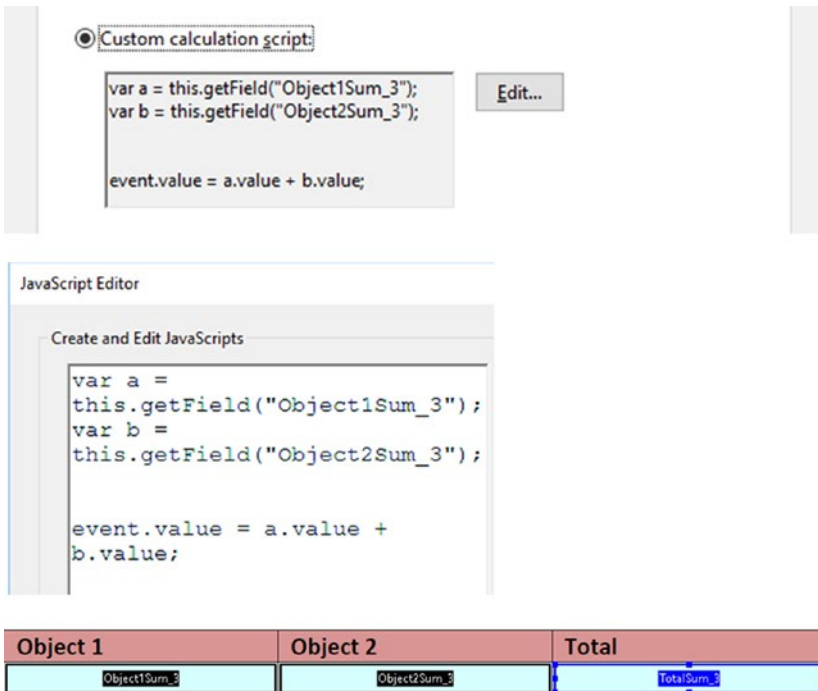 Custom calculation script:
var a = this.getField("Object1Sum_3");
var b = this.getField("Object2Sum_3");
Edit...
event.value = a.value + b.value;
JavaScript Editor
Create and Edit JavaScripts
var a =
this.getField("Object1Sum_3");
var b =
this.getField("Object2Sum_3");
event.value = a.value +
b.value;
Object 1 Object 2 Total
Object1Sum_3 Object2Sum_3 TotalSum_3